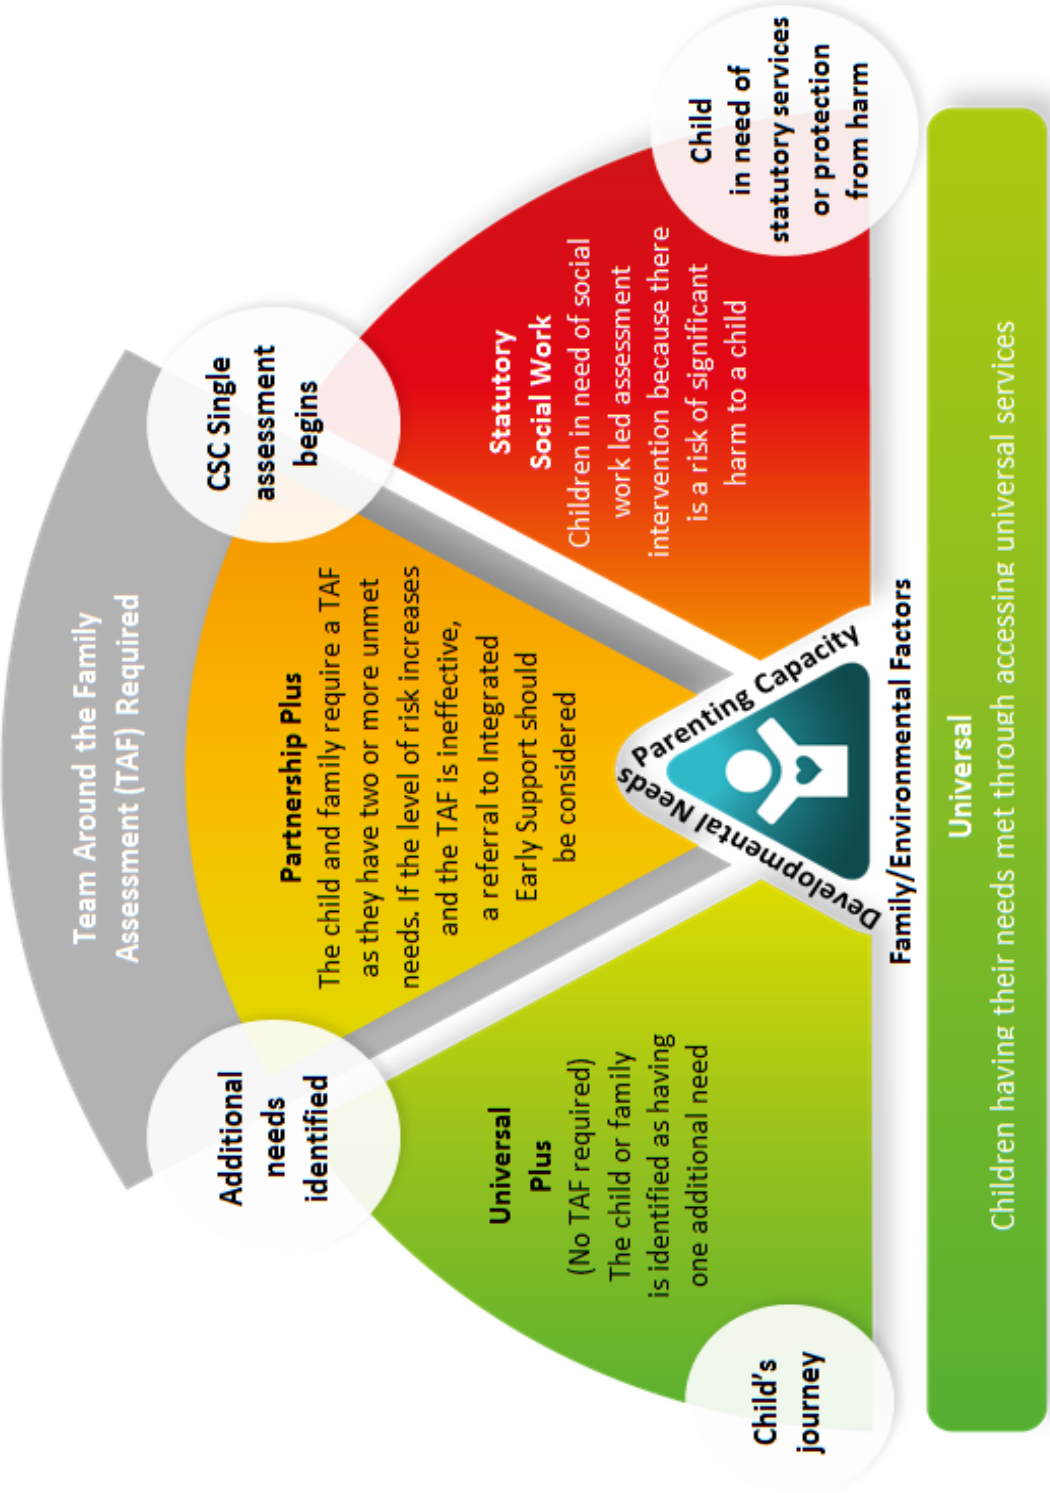 Team Around the Family
Assessment (TAF) Required
Additional
needs
identified
CSC Single
assessment
begins
Partnership Plus
The child and family require a TAF
as they have two or more unmet
needs. If the level of risk increases
and the TAF is ineffective,
a referral to Integrated
Early Support should
be considered
Universal
Plus
(No TAF required)
The child or family
is identified as having
one additional need
Statutory
Social Work
Children in need of social
work led assessment
intervention because there
is a risk of significant
harm to a child
Child's
journey
Child
in need of
statutory services
or protection
from harm
Developmental Needs
Parenting Capacity
Family/Environmental Factors
Universal
Children having their needs met through accessing universal services